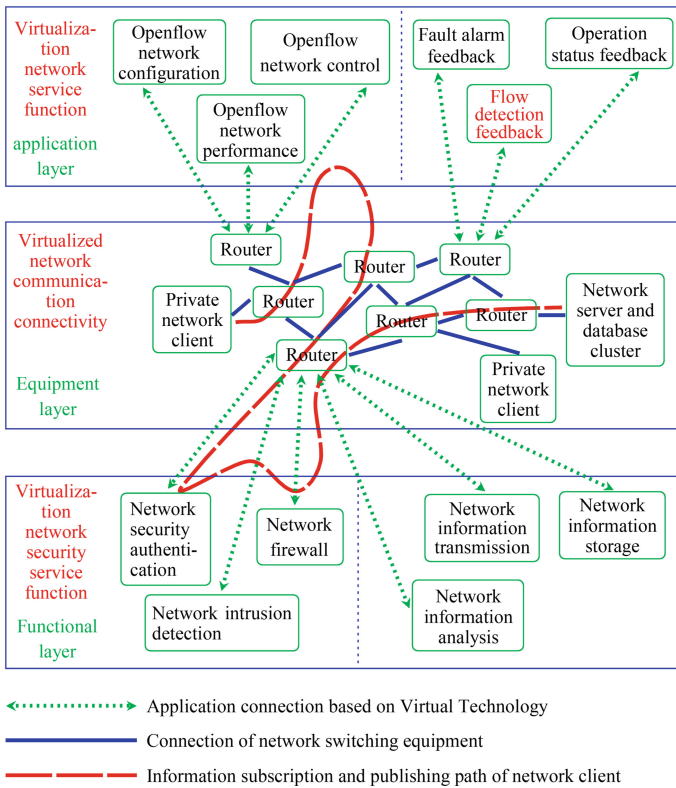 Virtualiza-
tion
network
service
function
application
layer
Openflow
network
configuration
Openflow
network control
Openflow
network
performance
Fault alarm
feedback
Operation
status feedback
Flow
detection
feedback
Virtualized
network
communica-
tion
connectivity
Equipment
layer
Router
Router
Router
Router
Router
Router
Router
Private
network
client
Network
server and
database
cluster
Private
network
client
Virtualiza-
tion
network
security
service
function
Functional
layer
Network
security
authenti-
cation
Network
firewall
Network intrusion
detection
Network
information
transmission
Network
information
storage
Network
information
analysis
Application connection based on Virtual Technology
Connection of network switching equipment
Information subscription and publishing path of network client